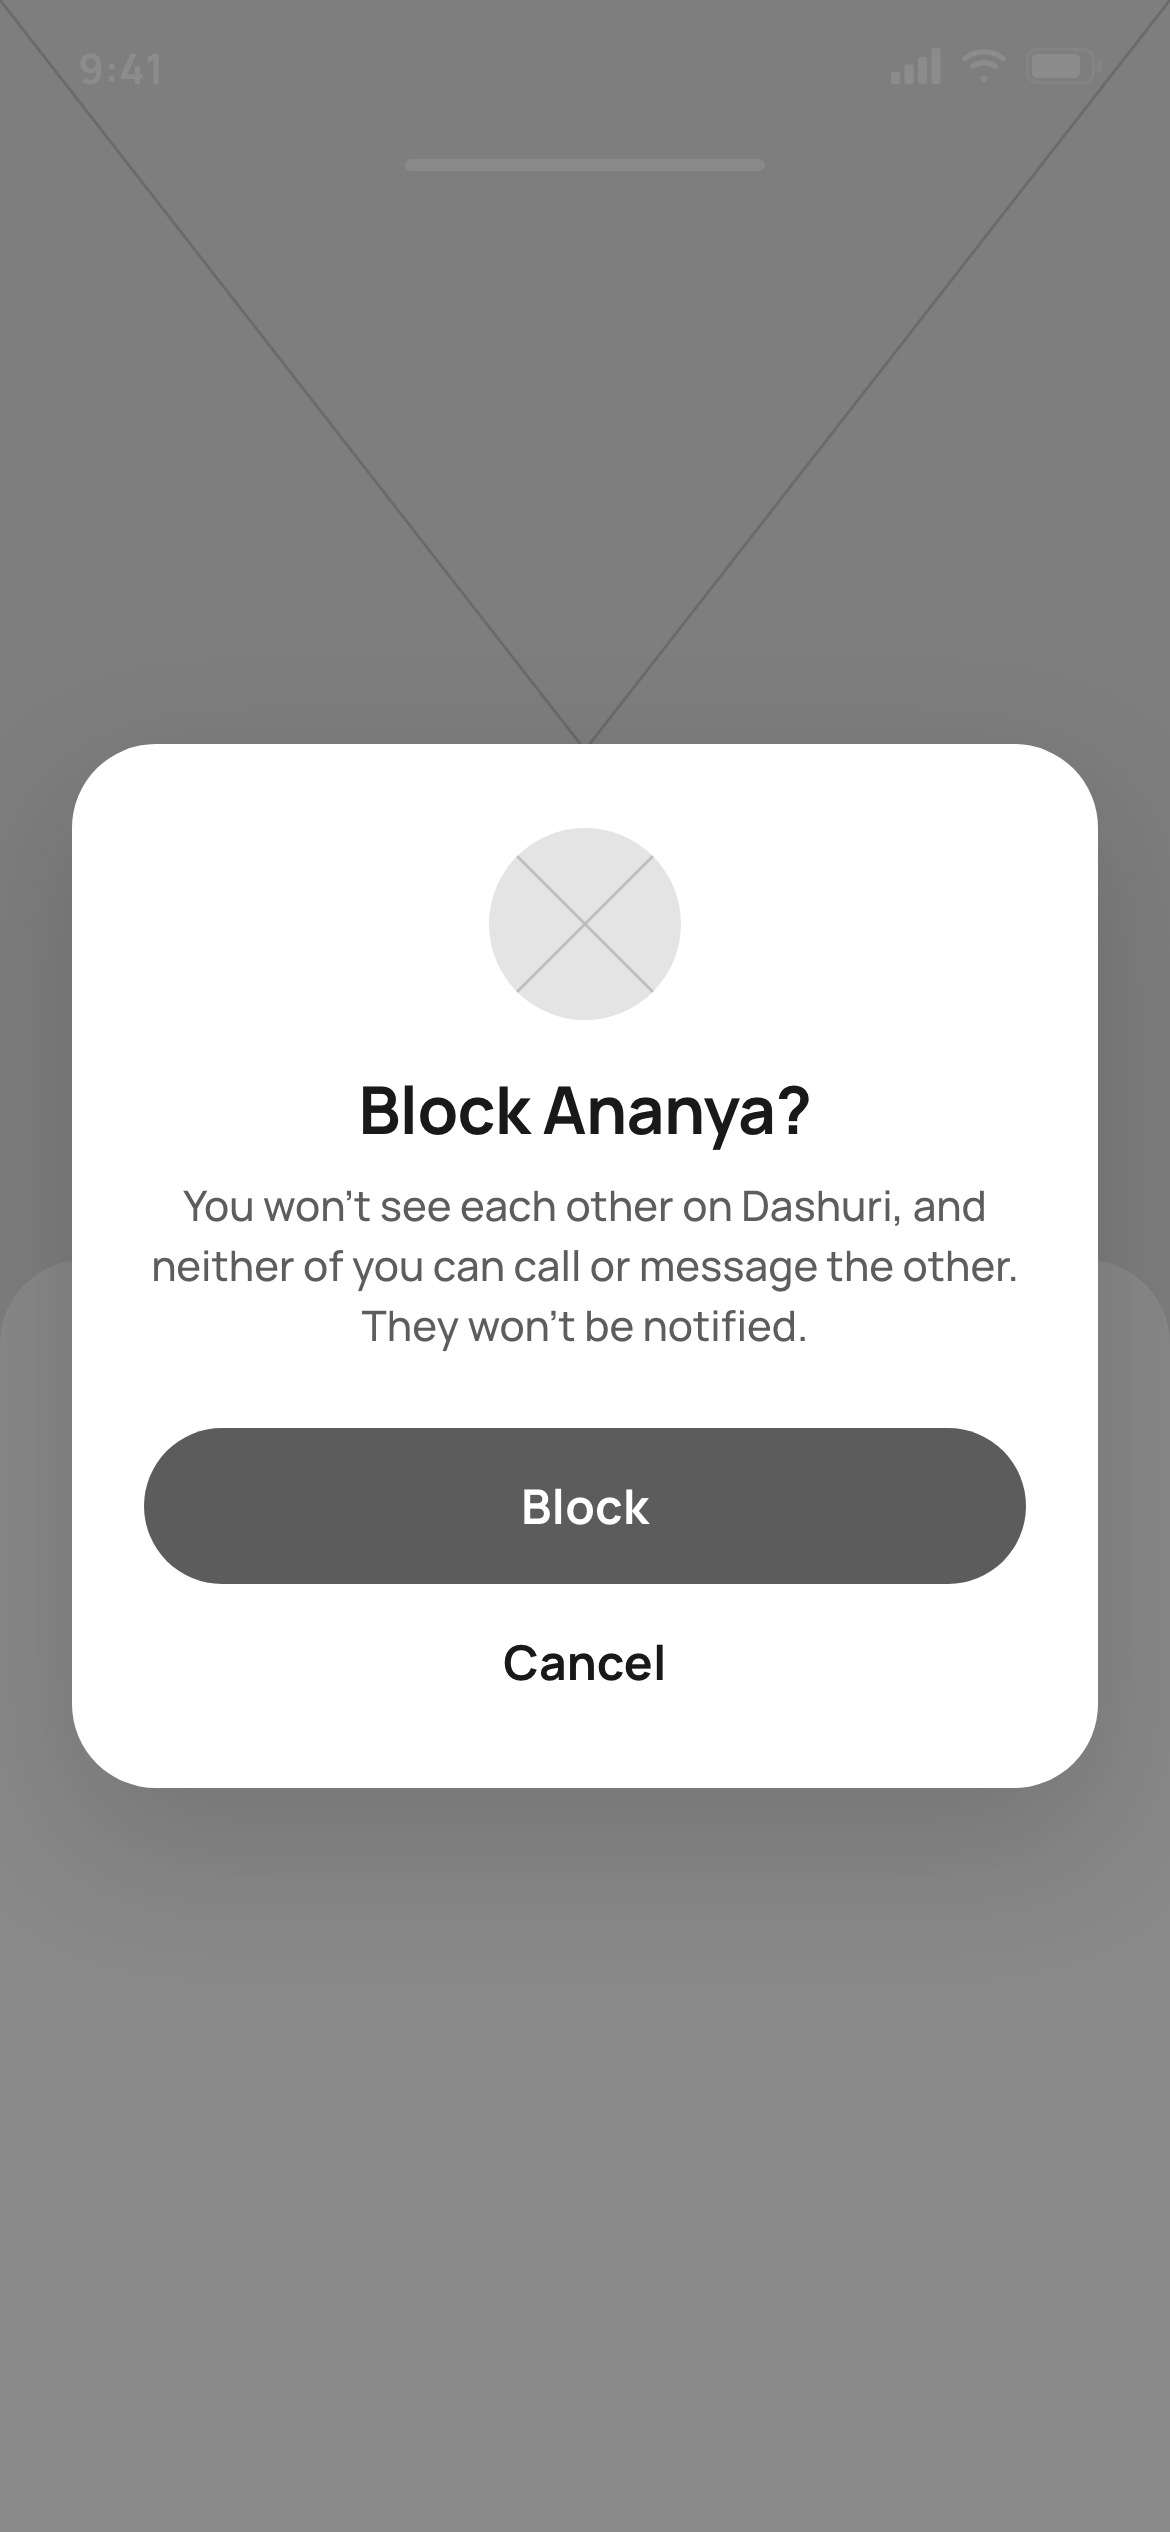 9:41
Block Ananya?
You won’t see each other on Dashuri, and
neither of you can call or message the other.
They won’t be notified.
Block
Cancel